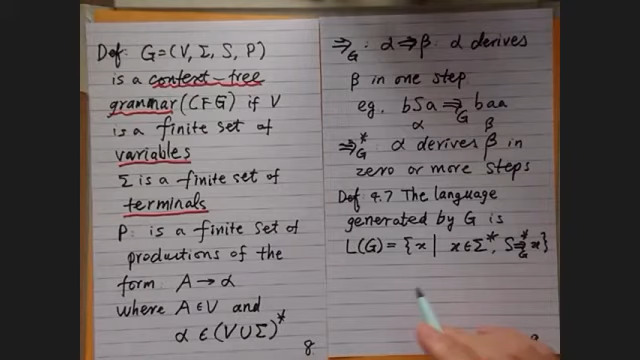 Def: G=(V, Σ, S, P)
is a context-free
grammar (CFG) if V
is a finite set of
variables
Σ is a finite set of
terminals
P is a finite set of
productions of the
form A → α
where A ∈ V and
α ∈ (V ∪ Σ)*
8
⇒G : α ⇒ β α derives
β in one step
eg. bSa ⇒G baa
α β
⇒*G α derives β in
zero or more steps
Def 4.7 The language
generated by G is
L(G) = { x | x ∈ Σ*, S ⇒*G x }